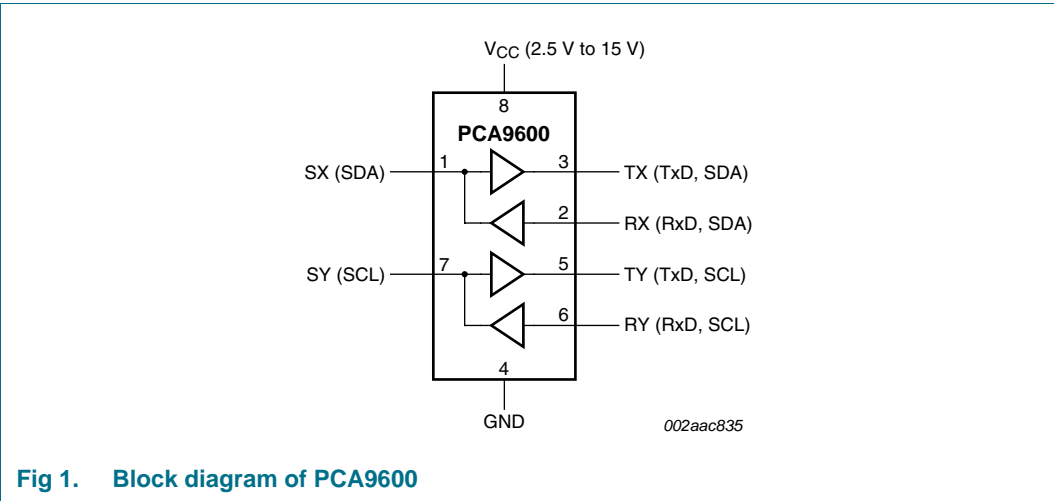 VCC (2.5 V to 15 V)
8
PCA9600
SX (SDA) 1 3 TX (TxD, SDA)
2 RX (RxD, SDA)
SY (SCL) 7 5 TY (TxD, SCL)
6 RY (RxD, SCL)
4
GND
002aac835
Fig 1. Block diagram of PCA9600